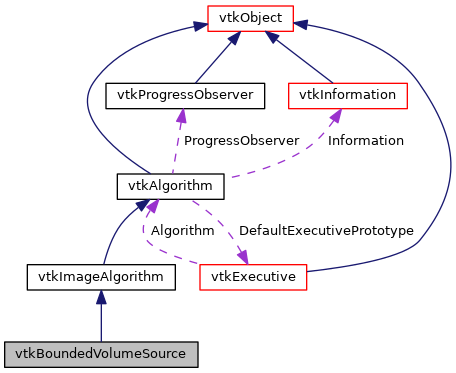 vtkObject
vtkProgressObserver
vtkInformation
ProgressObserver
Information
vtkAlgorithm
Algorithm
DefaultExecutivePrototype
vtkImageAlgorithm
vtkExecutive
vtkBoundedVolumeSource